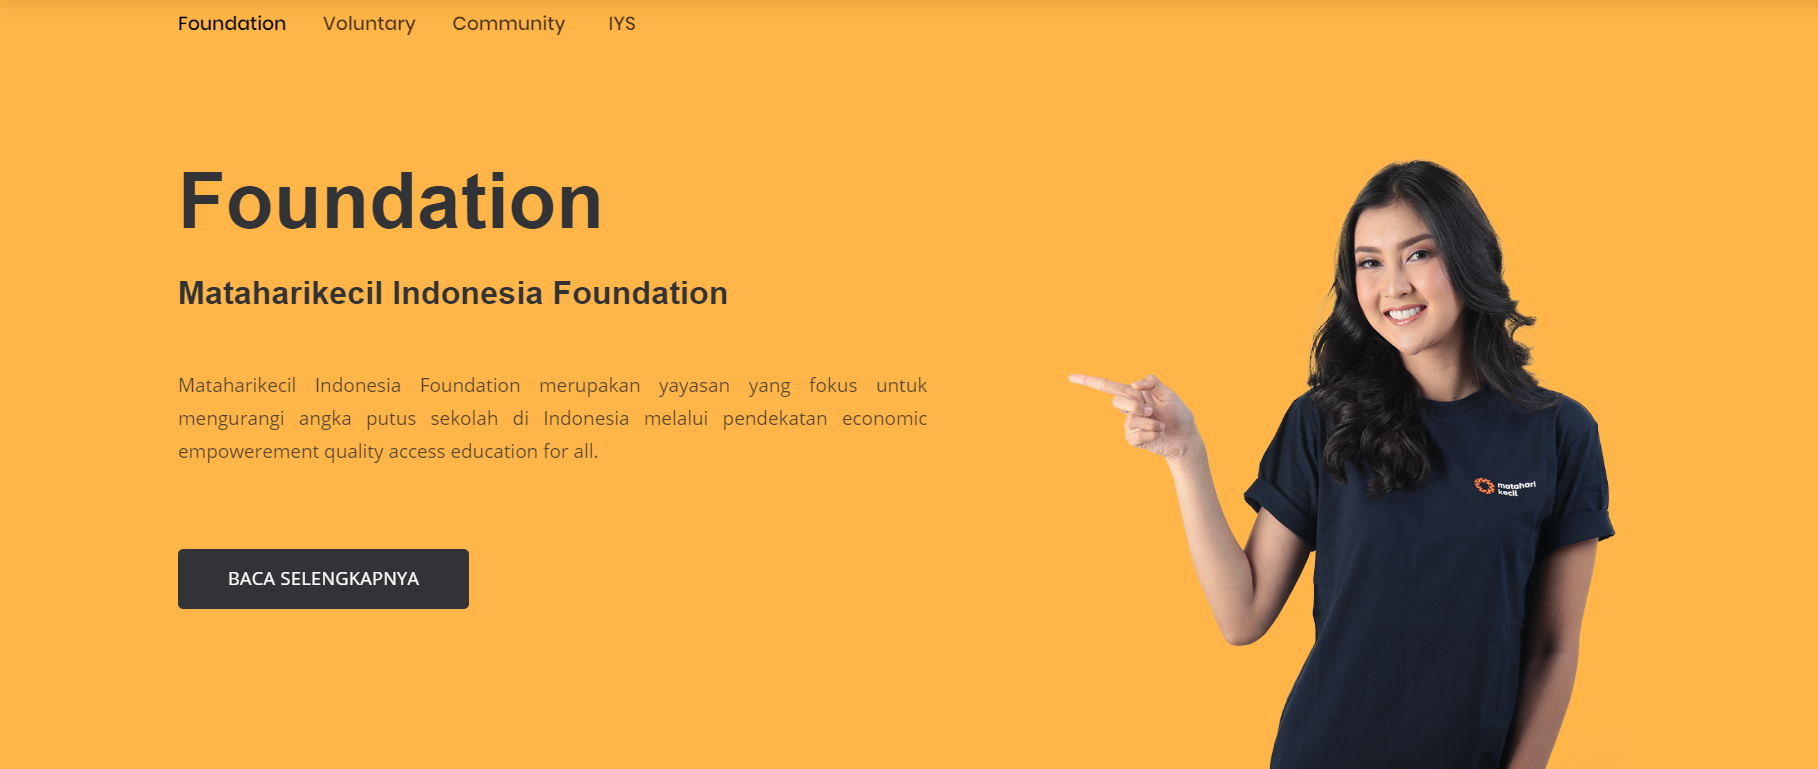 Foundation Voluntary Community IYS
Foundation
Mataharikecil Indonesia Foundation
Mataharikecil Indonesia Foundation merupakan yayasan yang fokus untuk
mengurangi angka putus sekolah di Indonesia melalui pendekatan economic
empowerement quality access education for all.
matahari
kecil
BACA SELENGKAPNYA